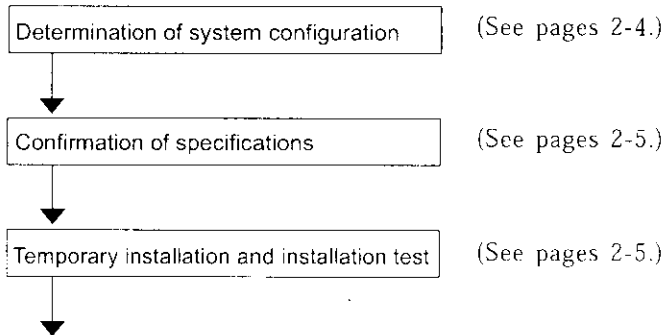 Determination of system configuration (See pages 2-4.)
Confirmation of specifications (See pages 2-5.)
Temporary installation and installation test (See pages 2-5.)